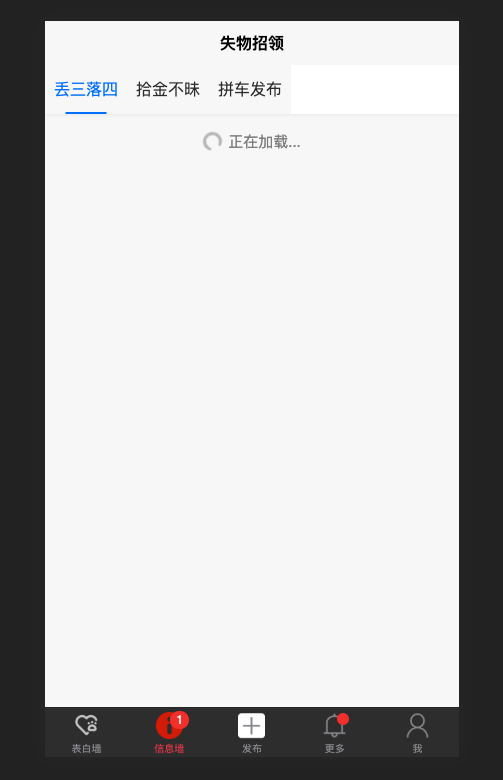 失物招领
丢三落四 拾金不昧 拼车发布
正在加载...
1
表白墙 信息墙 发布 更多 我